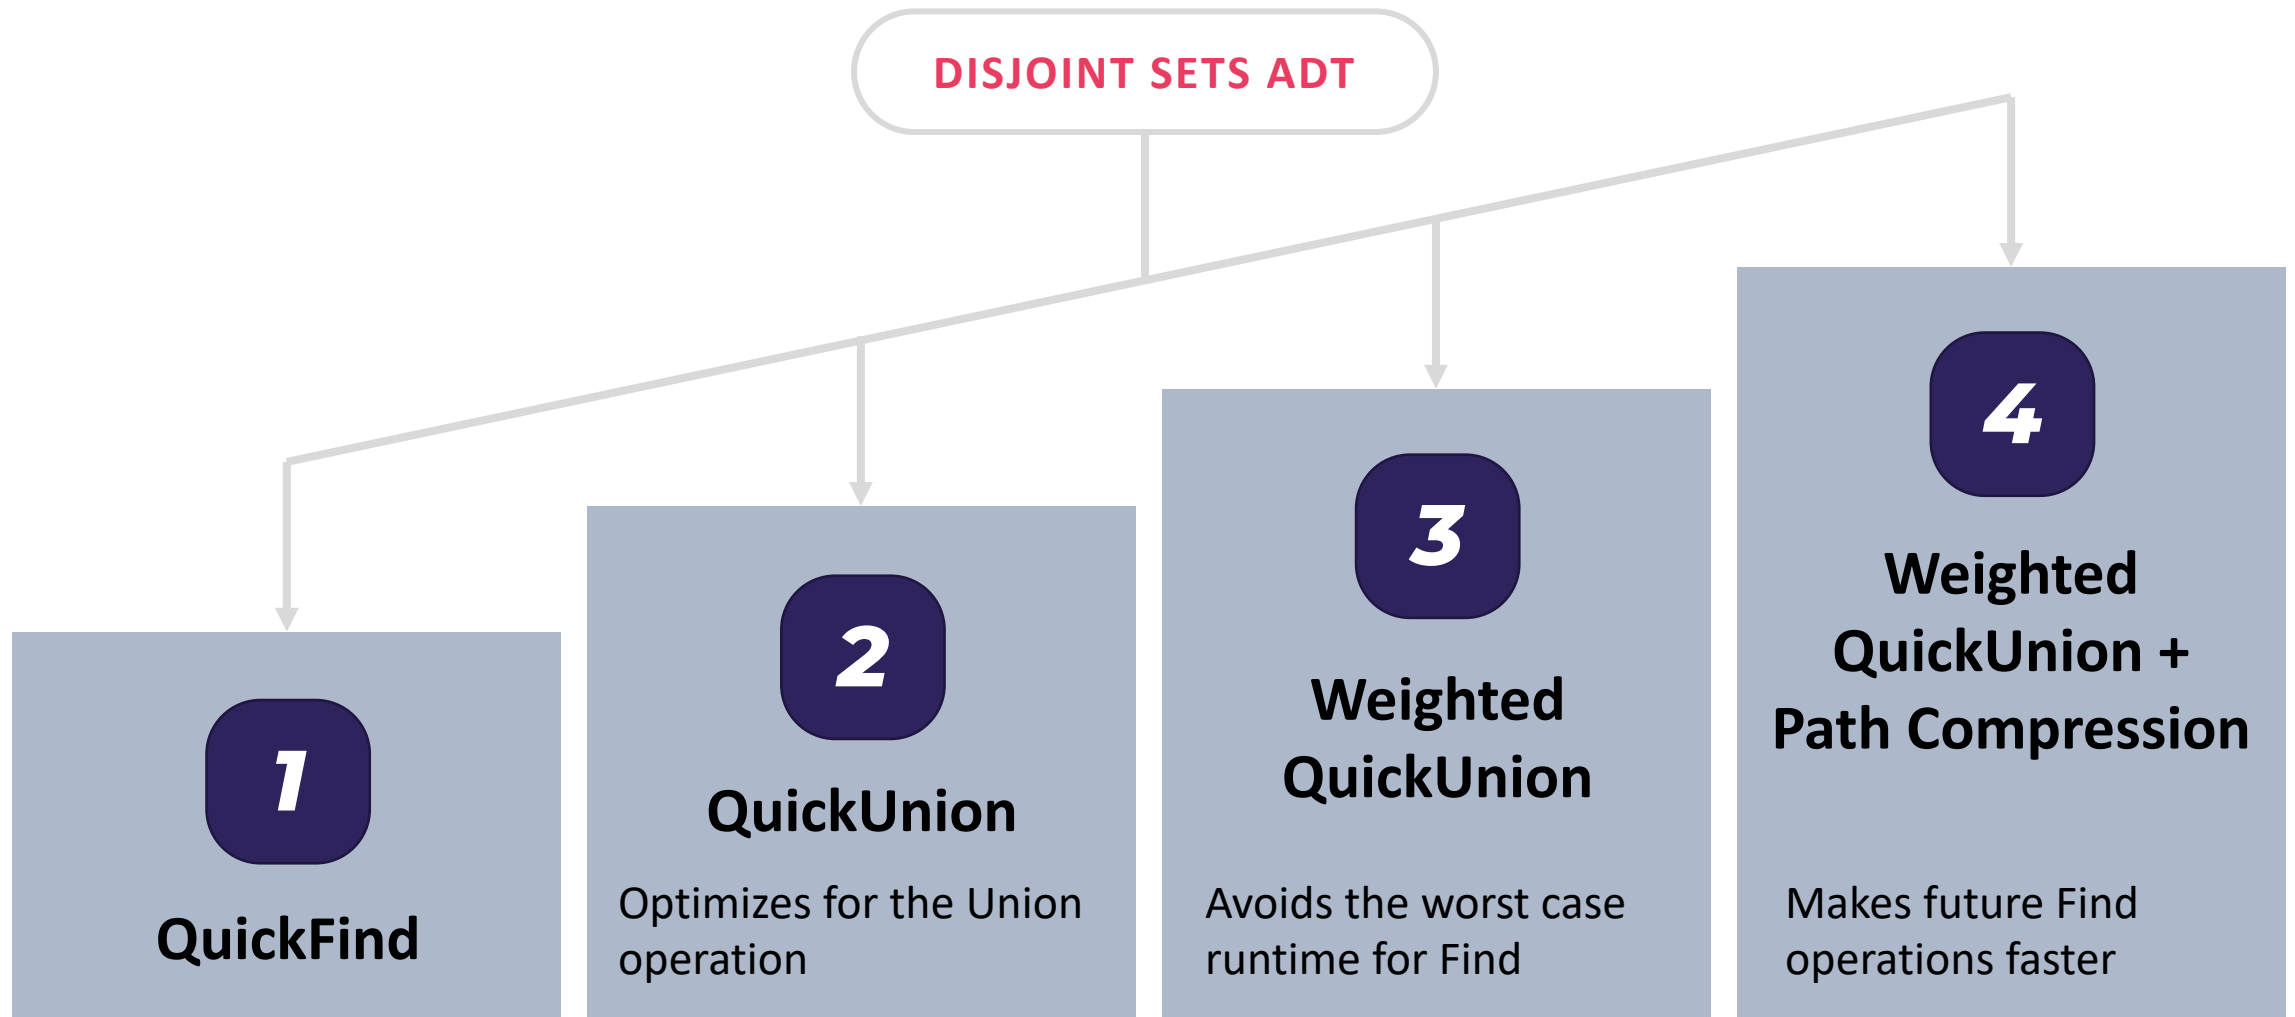 DISJOINT SETS ADT
1
QuickFind
2
QuickUnion
Optimizes for the Union
operation
3
Weighted
QuickUnion
Avoids the worst case
runtime for Find
4
Weighted
QuickUnion +
Path Compression
Makes future Find
operations faster